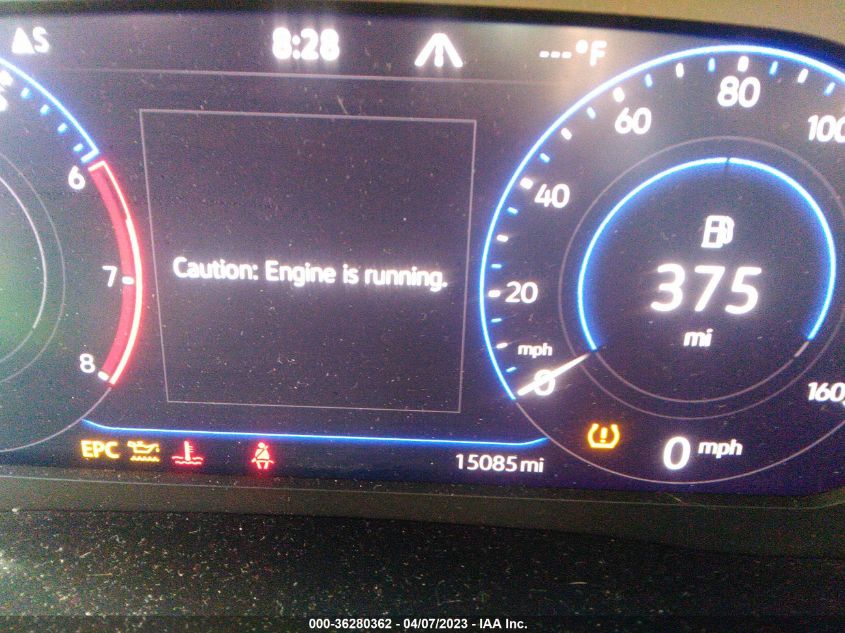 S
8:28
---°F
6
7
8
Caution: Engine is running.
20
40
60
80
100
160
mph
0
375
mi
EPC
15085 mi
0 mph
000-36280362 - 04/07/2023 - IAA Inc.